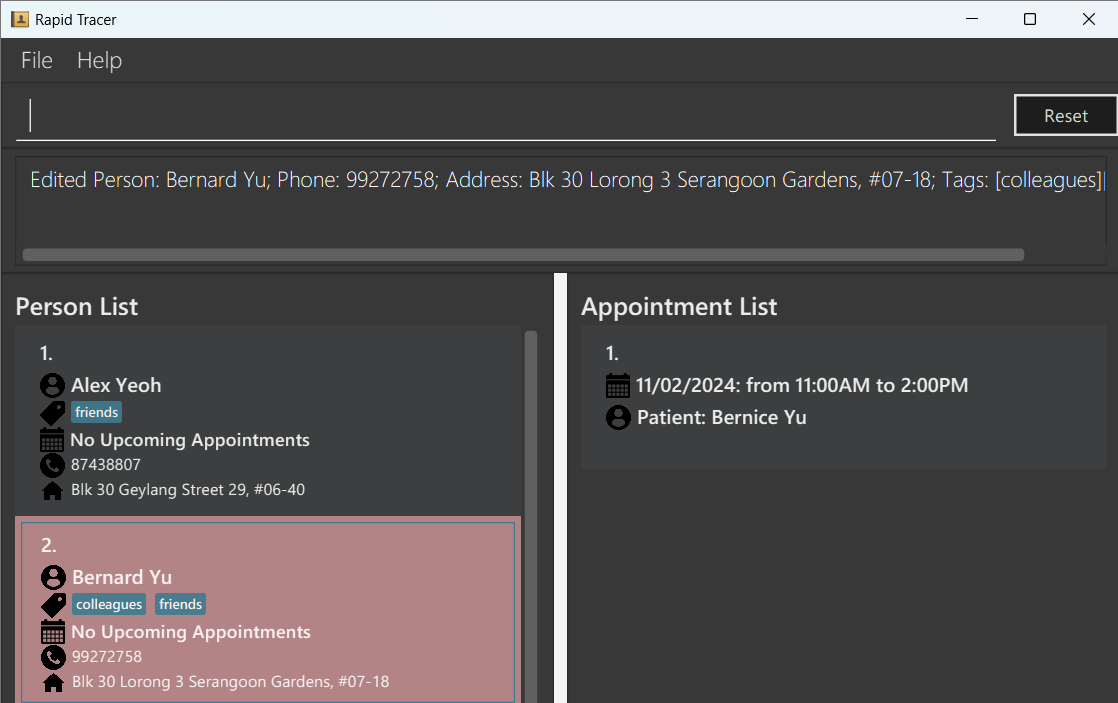 Rapid Tracer
File Help
Reset
Edited Person: Bernard Yu; Phone: 99272758; Address: Blk 30 Lorong 3 Serangoon Gardens, #07-18; Tags: [colleagues]
Person List
1.
Alex Yeoh
friends
No Upcoming Appointments
87438807
Blk 30 Geylang Street 29, #06-40
2.
Bernard Yu
colleagues friends
No Upcoming Appointments
99272758
Blk 30 Lorong 3 Serangoon Gardens, #07-18
Appointment List
1.
11/02/2024: from 11:00AM to 2:00PM
Patient: Bernice Yu